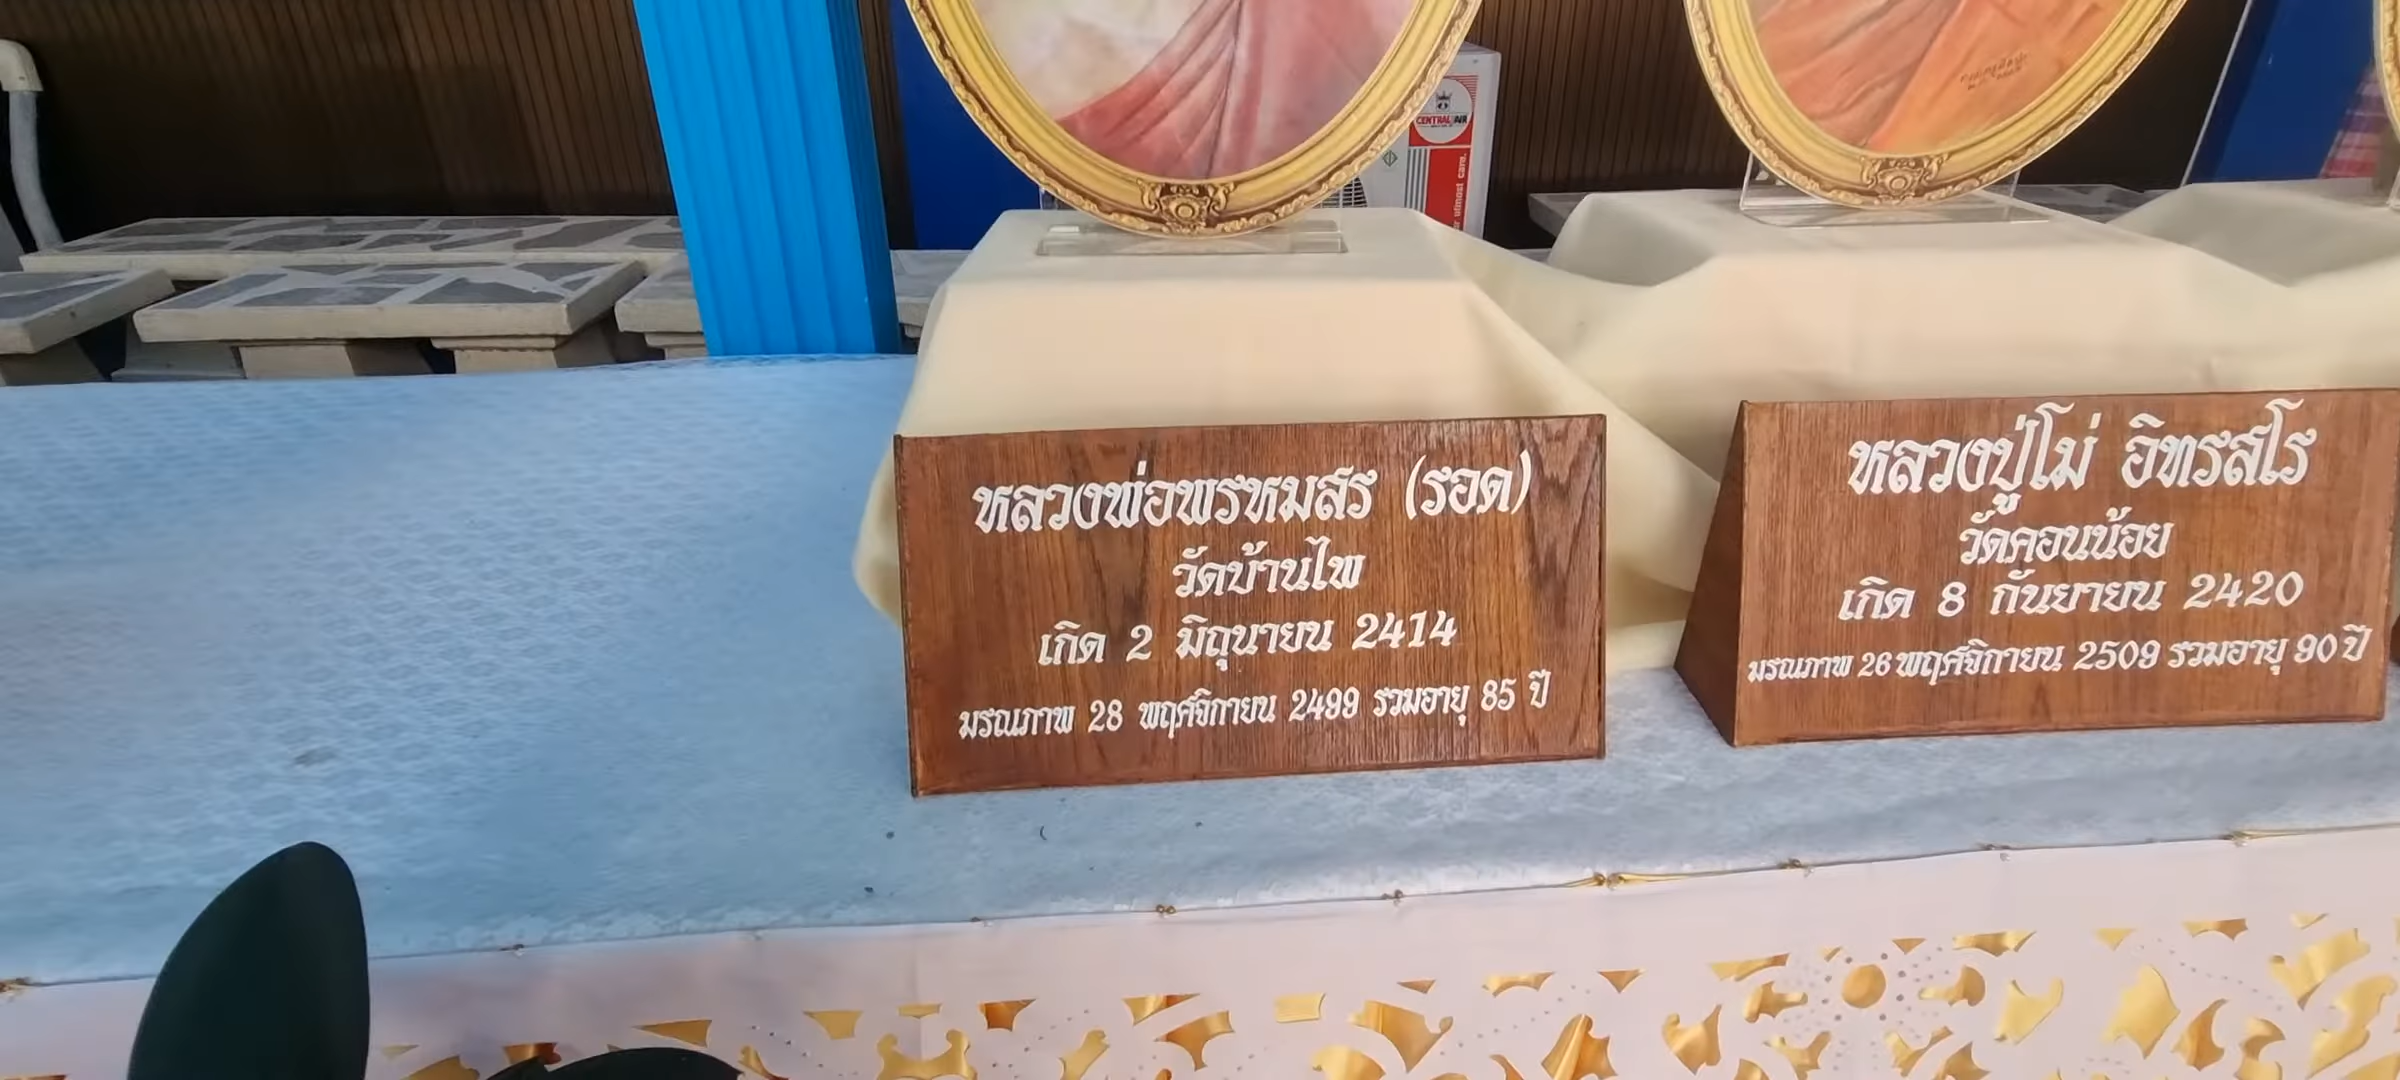 หลวงพ่อพรหมสร (รอด)
วัดบ้านไพ
เกิด 2 มิถุนายน 2414
มรณภาพ 28 พฤศจิกายน 2499 รวมอายุ 85 ปี
หลวงปู่โม่ อิทรสโร
วัดคอนน้อย
เกิด 8 กันยายน 2420
มรณภาพ 26 พฤศจิกายน 2509 รวมอายุ 90 ปี
CENTRAL AIR
utmost care.